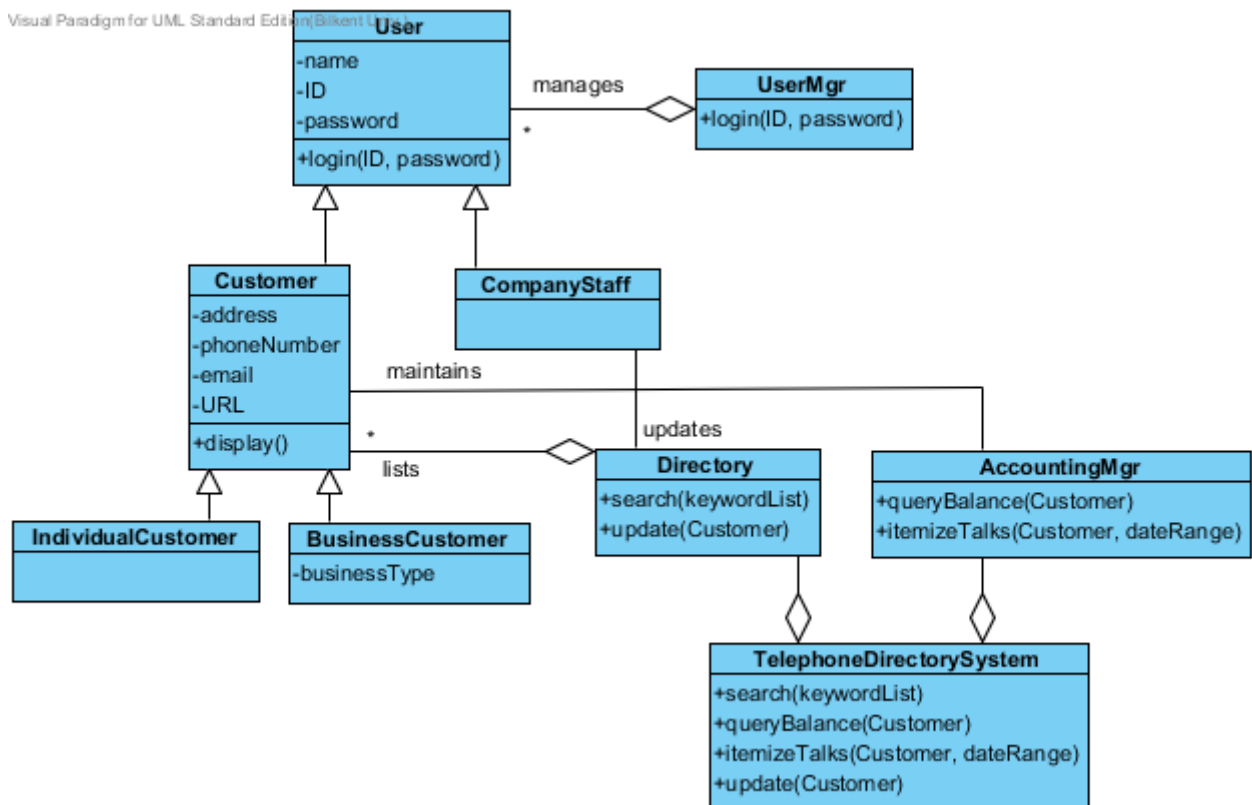 Visual Paradigm for UML Standard Edition(Bilkent Univ.)
User
-name
-ID
-password
+login(ID, password)
manages
*
UserMgr
+login(ID, password)
Customer
-address
-phoneNumber
-email
-URL
+display()
CompanyStaff
maintains
updates
*
lists
Directory
+search(keywordList)
+update(Customer)
AccountingMgr
+queryBalance(Customer)
+itemizeTalks(Customer, dateRange)
IndividualCustomer
BusinessCustomer
-businessType
TelephoneDirectorySystem
+search(keywordList)
+queryBalance(Customer)
+itemizeTalks(Customer, dateRange)
+update(Customer)